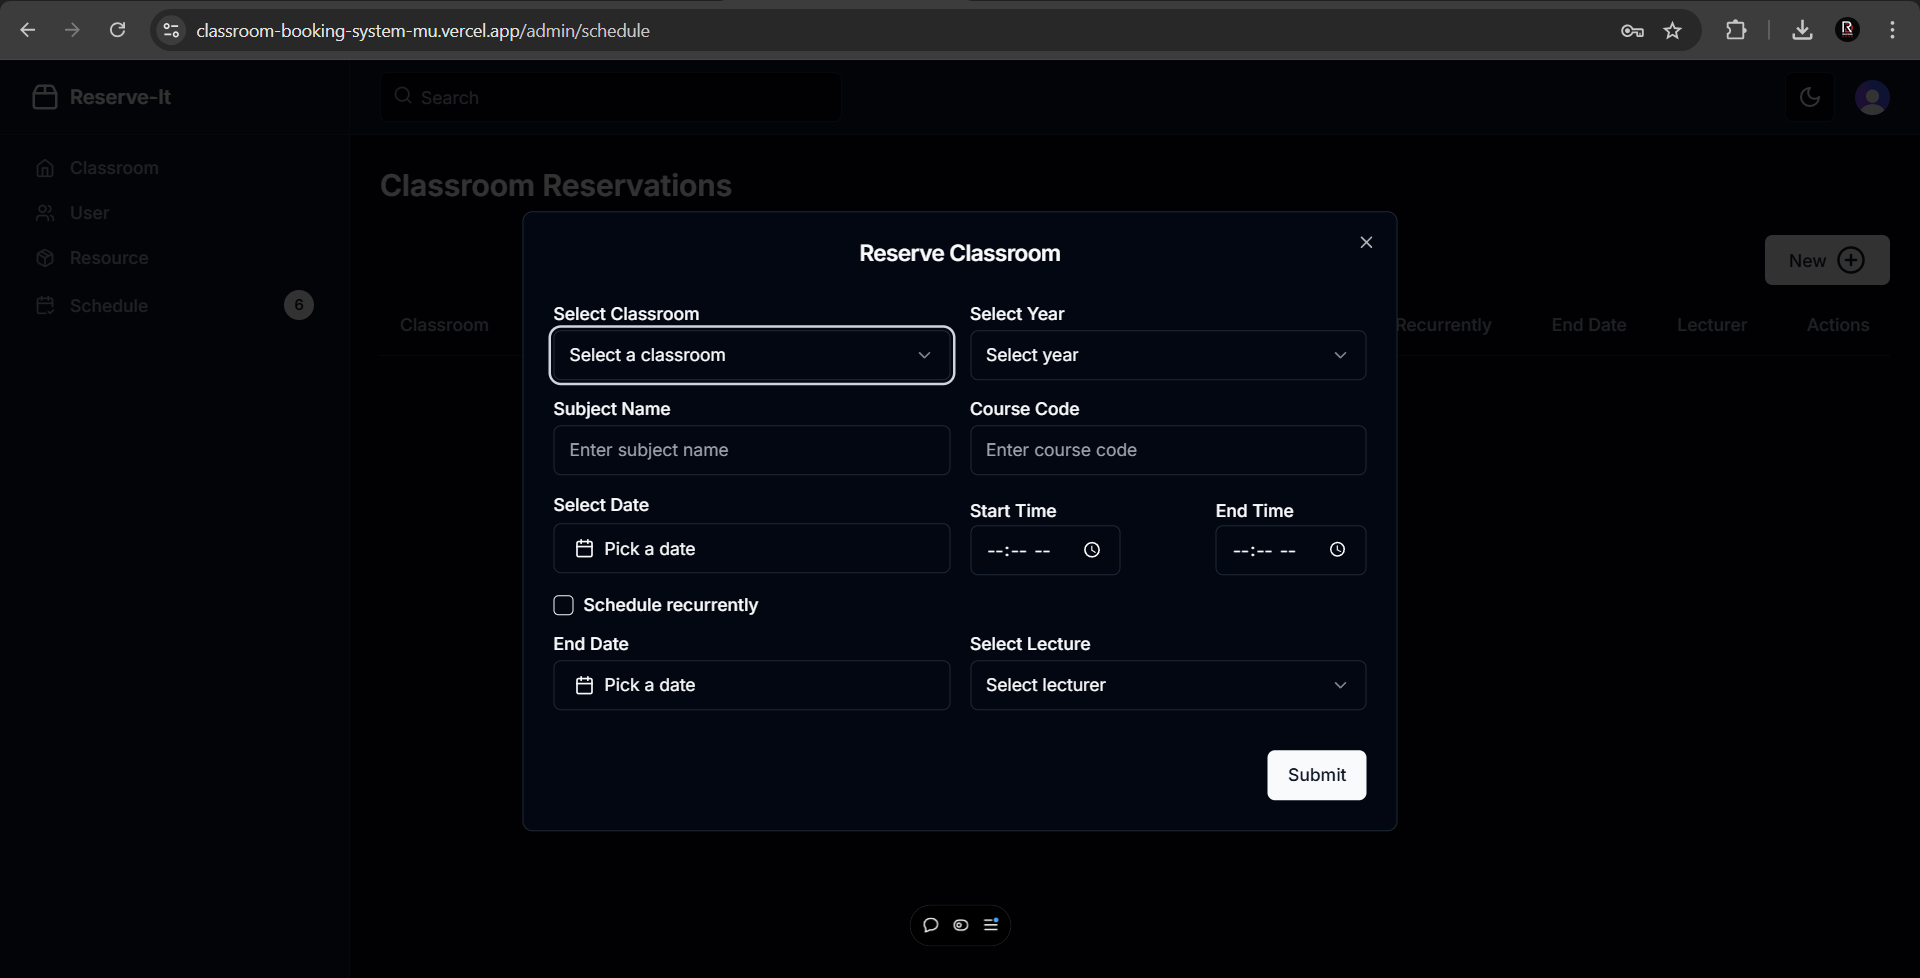 classroom-booking-system-mu.vercel.app/admin/schedule
Reserve-It
Search
Classroom
User
Resource
Schedule 6
Classroom Reservations
New
Classroom Recurrently End Date Lecturer Actions
Reserve Classroom
Select Classroom Select Year
Select a classroom Select year
Subject Name Course Code
Enter subject name Enter course code
Select Date Start Time End Time
Pick a date --:-- -- --:-- --
Schedule recurrently
End Date Select Lecture
Pick a date Select lecturer
Submit